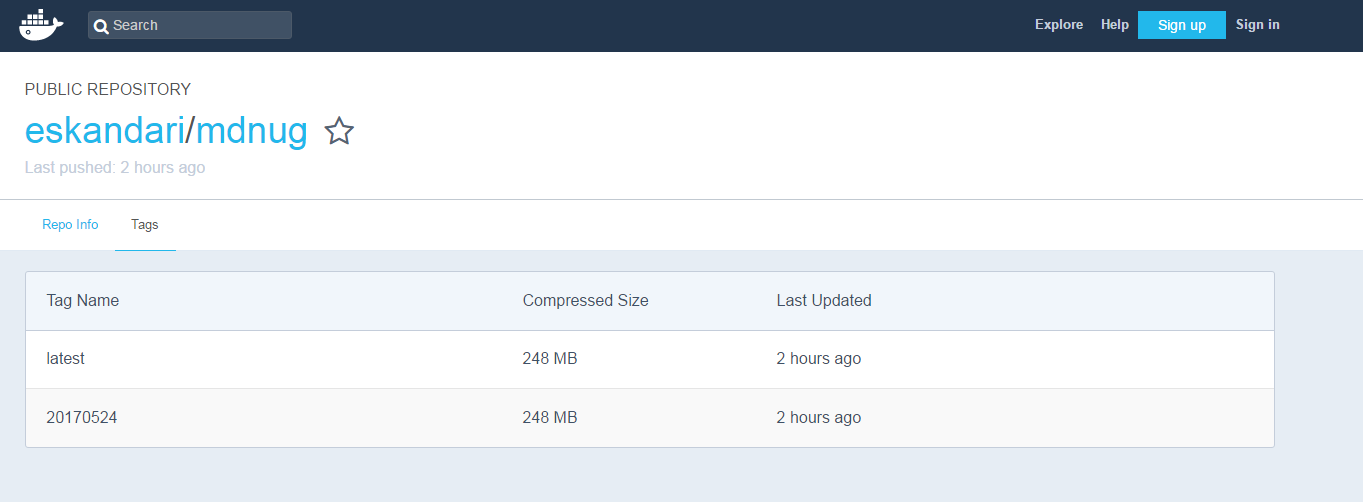 Search Explore Help Sign up Sign in
PUBLIC REPOSITORY
eskandari/mdnug
Last pushed: 2 hours ago
Repo Info Tags
Tag Name Compressed Size Last Updated
latest 248 MB 2 hours ago
20170524 248 MB 2 hours ago